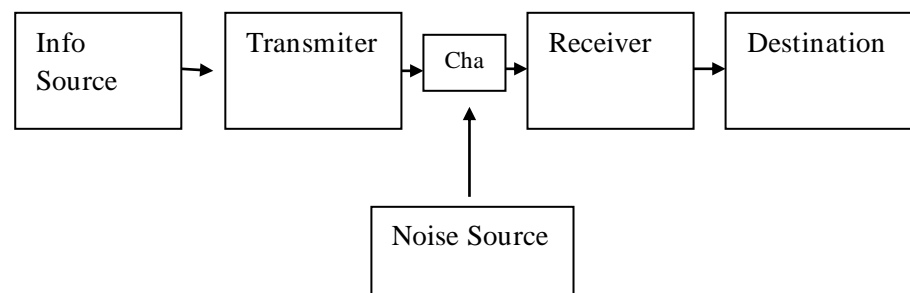 Info
Source
Transmiter
Cha
Receiver
Destination
Noise Source